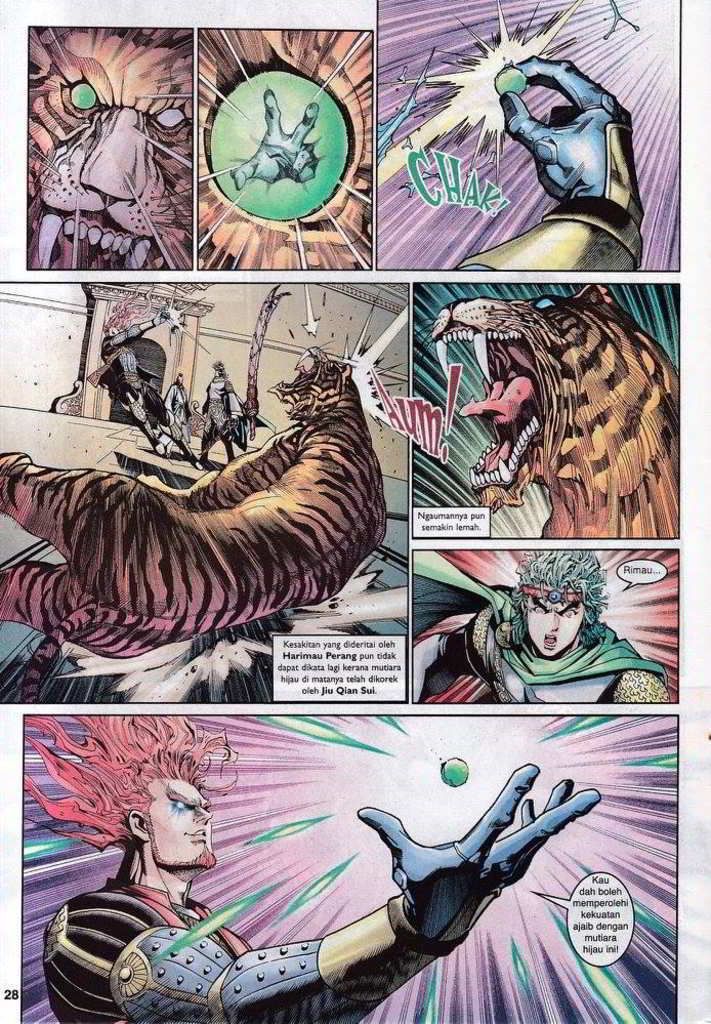 CHAK!
AUM!
Ngaumannya pun
semakin lemah.
Kesakitan yang dideritai oleh
Harimau Perang pun tidak
dapat dikata lagi kerana mutiara
hijau di matanya telah dikorek
oleh Jiu Qian Sui.
Rimau...
Kau
dah boleh
memperolehi
kekuatan
ajaib dengan
mutiara
hijau ini!
28